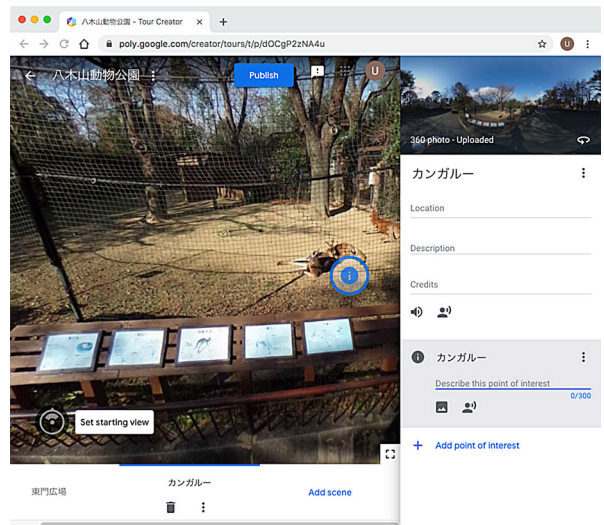 八木山動物公園 - Tour Creator
poly.google.com/creator/tours/t/p/dOCgP2zNA4u
U
八木山動物公園
Publish
U
360 photo - Uploaded
カンガルー
Location
Description
Credits
カンガルー
Describe this point of interest
0/300
Add point of interest
Set starting view
東門広場
カンガルー
Add scene